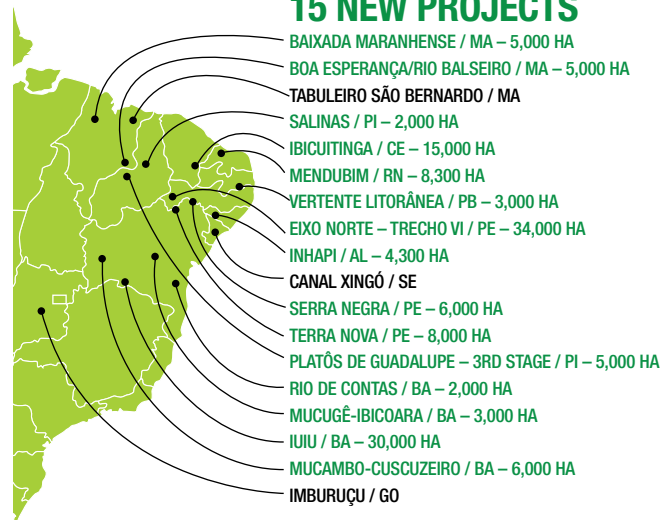 15 NEW PROJECTS
BAIXADA MARANHENSE / MA – 5,000 HA
BOA ESPERANÇA/RIO BALSEIRO / MA – 5,000 HA
TABULEIRO SÃO BERNARDO / MA
SALINAS / PI – 2,000 HA
IBICUITINGA / CE – 15,000 HA
MENDUBIM / RN – 8,300 HA
VERTENTE LITORÂNEA / PB – 3,000 HA
EIXO NORTE – TRECHO VI / PE – 34,000 HA
INHAPI / AL – 4,300 HA
CANAL XINGÓ / SE
SERRA NEGRA / PE – 6,000 HA
TERRA NOVA / PE – 8,000 HA
PLATÔS DE GUADALUPE – 3RD STAGE / PI – 5,000 HA
RIO DE CONTAS / BA – 2,000 HA
MUCUGÊ-IBICOARA / BA – 3,000 HA
IUIU / BA – 30,000 HA
MUCAMBO-CUSCUZEIRO / BA – 6,000 HA
IMBURUÇU / GO